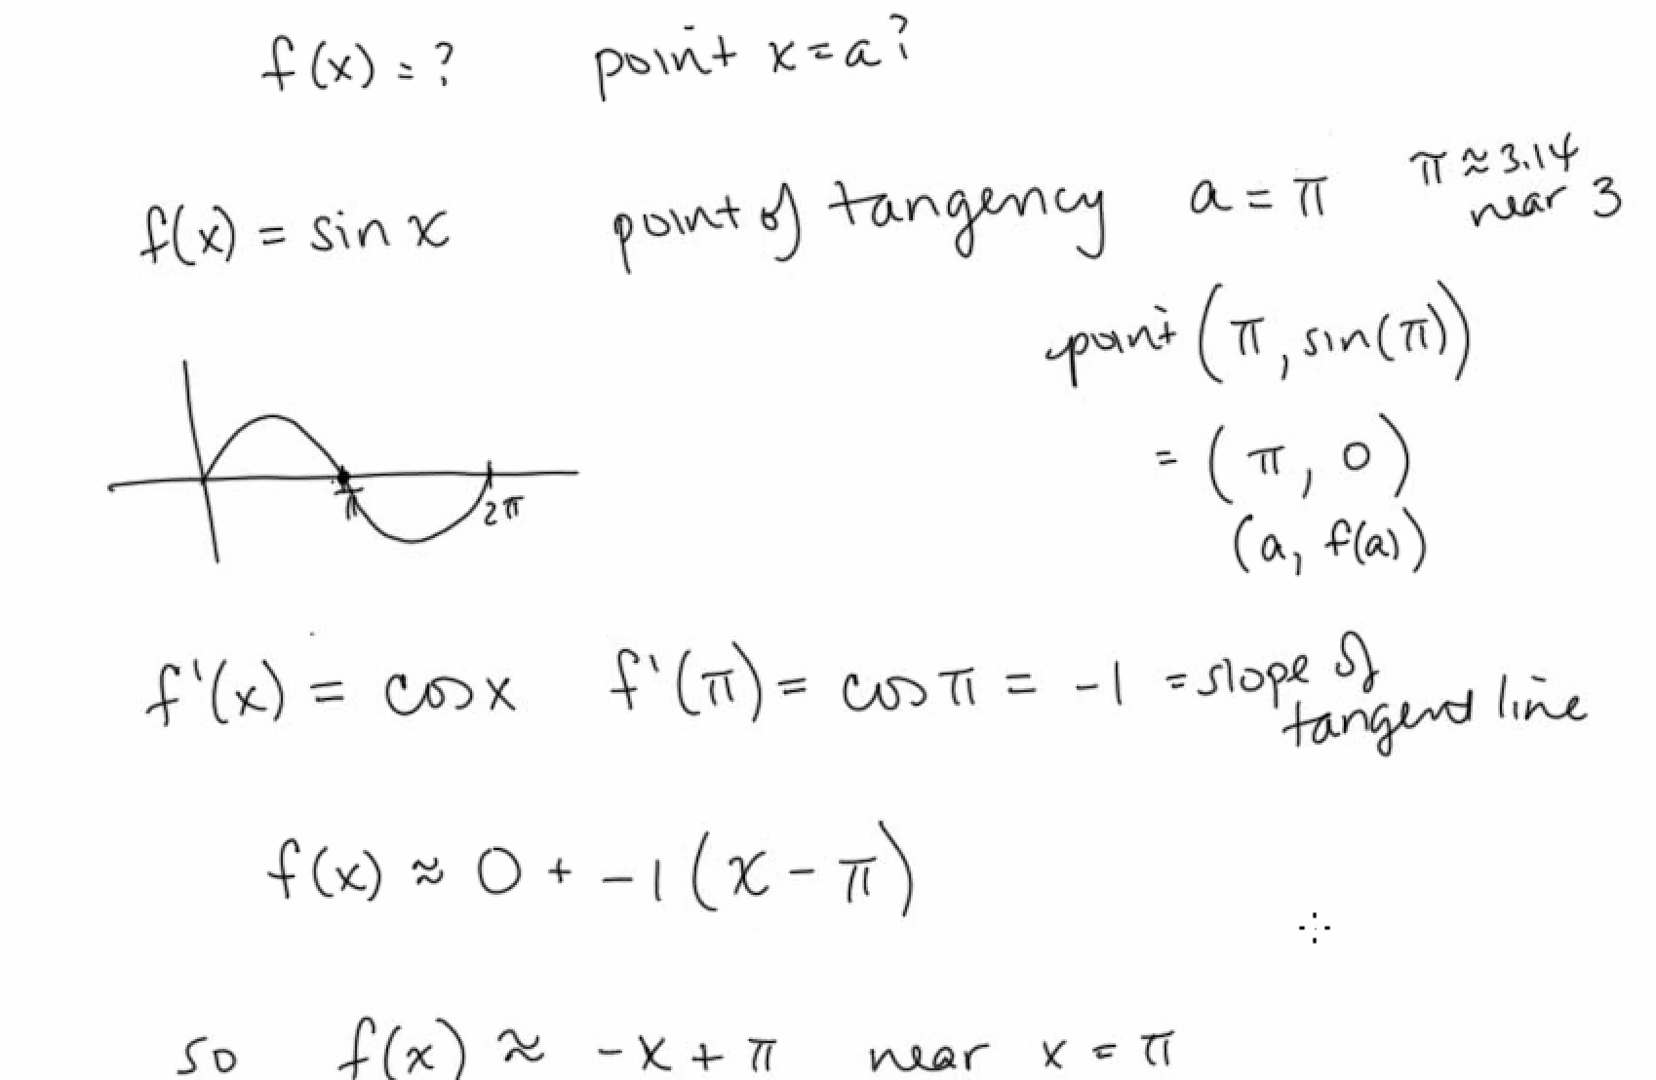 f(x) = ? point x = a?
π ≈ 3.14
near 3
f(x) = sin x point of tangency a = π
point (π, sin(π))
= (π, 0)
(a, f(a))
π
2π
f'(x) = cos x f'(π) = cos π = -1 = slope of
tangent line
f(x) ≈ 0 + -1(x - π)
so f(x) ≈ -x + π near x = π